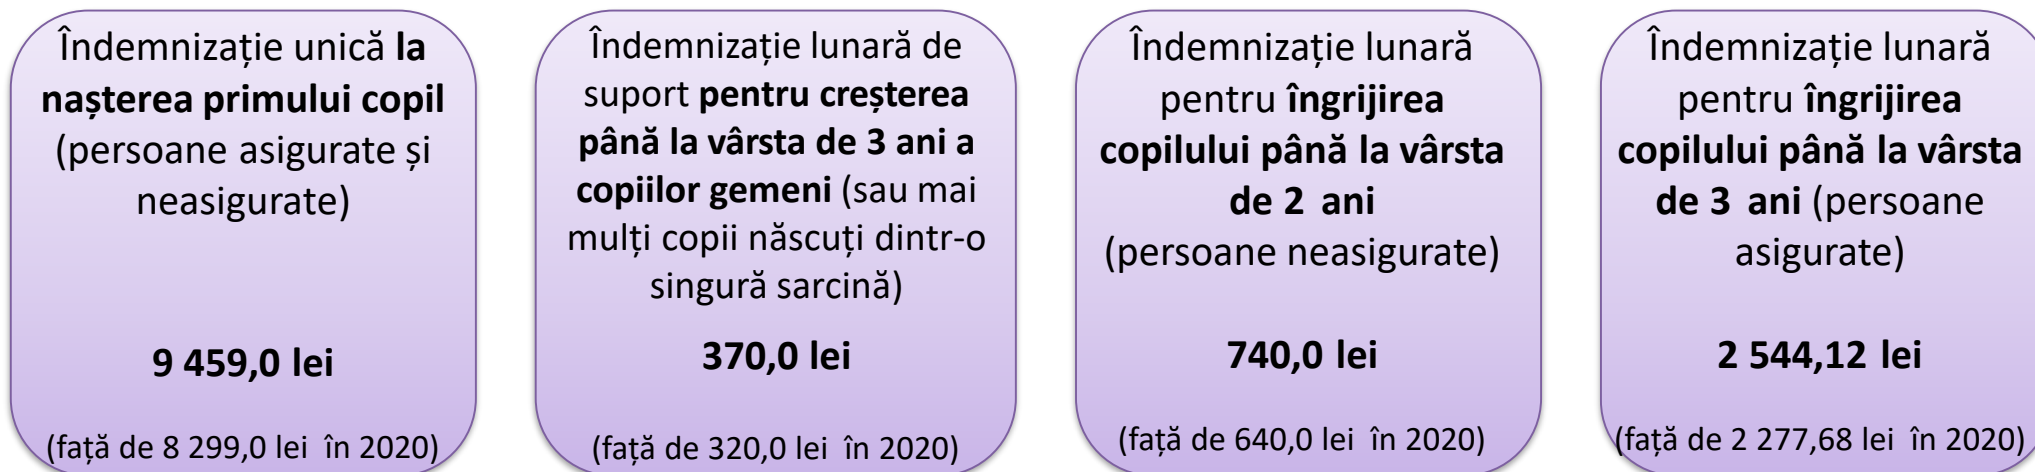 Îndemnizație unică la
nașterea primului copil
(persoane asigurate și
neasigurate)
9 459,0 lei
(față de 8 299,0 lei în 2020)
Îndemnizație lunară de
suport pentru creșterea
până la vârsta de 3 ani a
copiilor gemeni (sau mai
mulți copii născuți dintr-o
singură sarcină)
370,0 lei
(față de 320,0 lei în 2020)
Îndemnizație lunară
pentru îngrijirea
copilului până la vârsta
de 2 ani
(persoane neasigurate)
740,0 lei
(față de 640,0 lei în 2020)
Îndemnizație lunară
pentru îngrijirea
copilului până la vârsta
de 3 ani (persoane
asigurate)
2 544,12 lei
(față de 2 277,68 lei în 2020)